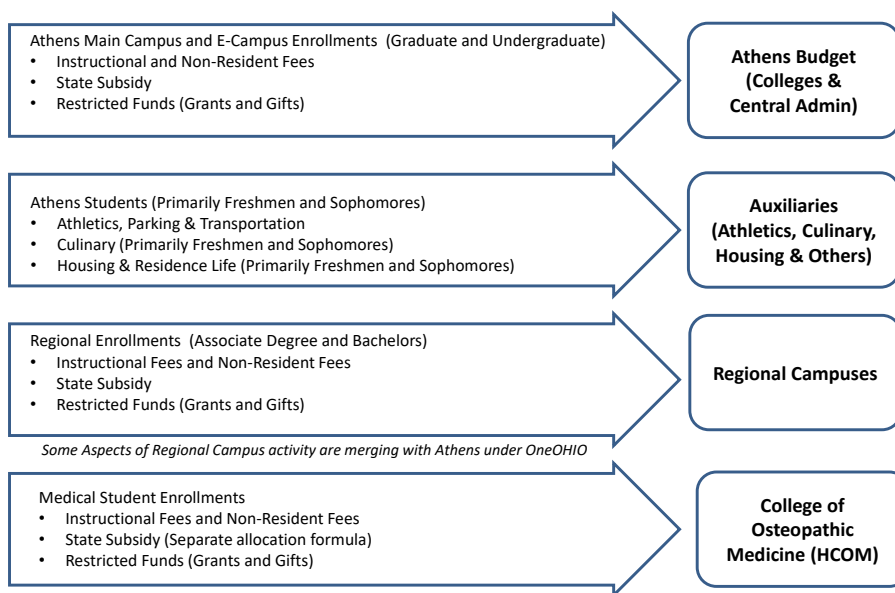 Athens Main Campus and E-Campus Enrollments (Graduate and Undergraduate)
• Instructional and Non-Resident Fees
• State Subsidy
• Restricted Funds (Grants and Gifts)
Athens Budget
(Colleges &
Central Admin)
Athens Students (Primarily Freshmen and Sophomores)
• Athletics, Parking & Transportation
• Culinary (Primarily Freshmen and Sophomores)
• Housing & Residence Life (Primarily Freshmen and Sophomores)
Auxiliaries
(Athletics, Culinary,
Housing & Others)
Regional Enrollments (Associate Degree and Bachelors)
• Instructional Fees and Non-Resident Fees
• State Subsidy
• Restricted Funds (Grants and Gifts)
Regional Campuses
Some Aspects of Regional Campus activity are merging with Athens under OneOHIO
Medical Student Enrollments
• Instructional Fees and Non-Resident Fees
• State Subsidy (Separate allocation formula)
• Restricted Funds (Grants and Gifts)
College of
Osteopathic
Medicine (HCOM)